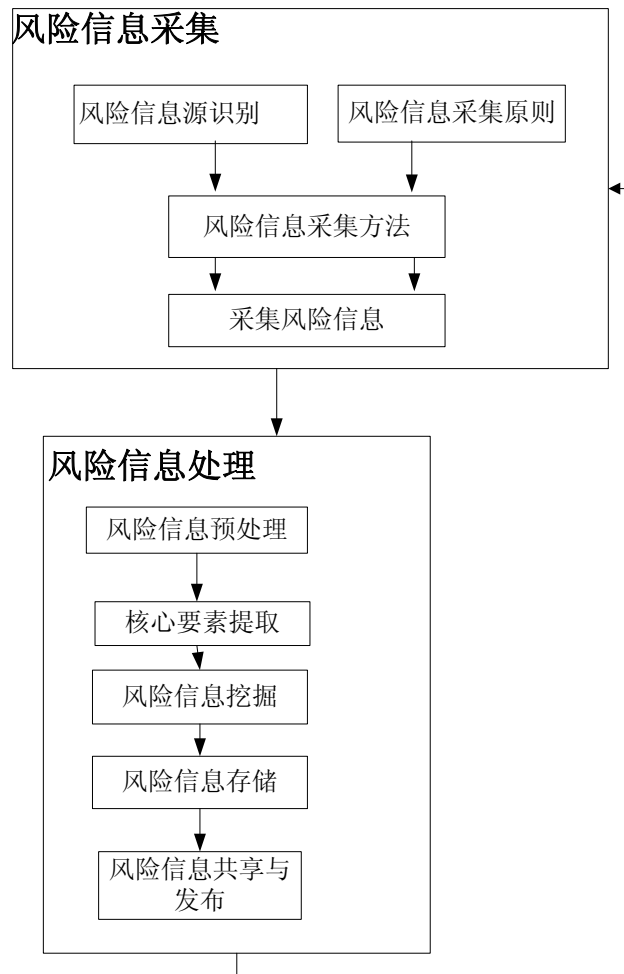 风险信息采集
风险信息源识别
风险信息采集原则
风险信息采集方法
采集风险信息
风险信息处理
风险信息预处理
核心要素提取
风险信息挖掘
风险信息存储
风险信息共享与
发布